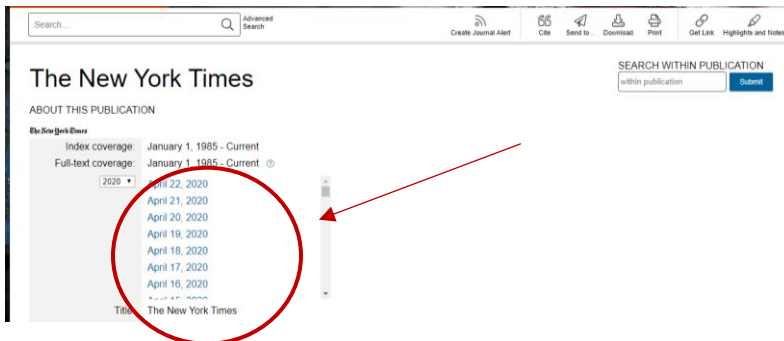 Search...
Advanced
Search
Create Journal Alert
Cite
Send to...
Download
Print
Get Link
Highlights and Notes
The New York Times
SEARCH WITHIN PUBLICATION
within publication
Submit
ABOUT THIS PUBLICATION
The New York Times
Index coverage: January 1, 1985 - Current
Full-text coverage: January 1, 1985 - Current
2020 April 22, 2020
April 21, 2020
April 20, 2020
April 19, 2020
April 18, 2020
April 17, 2020
April 16, 2020
April 15, 2020
Title: The New York Times